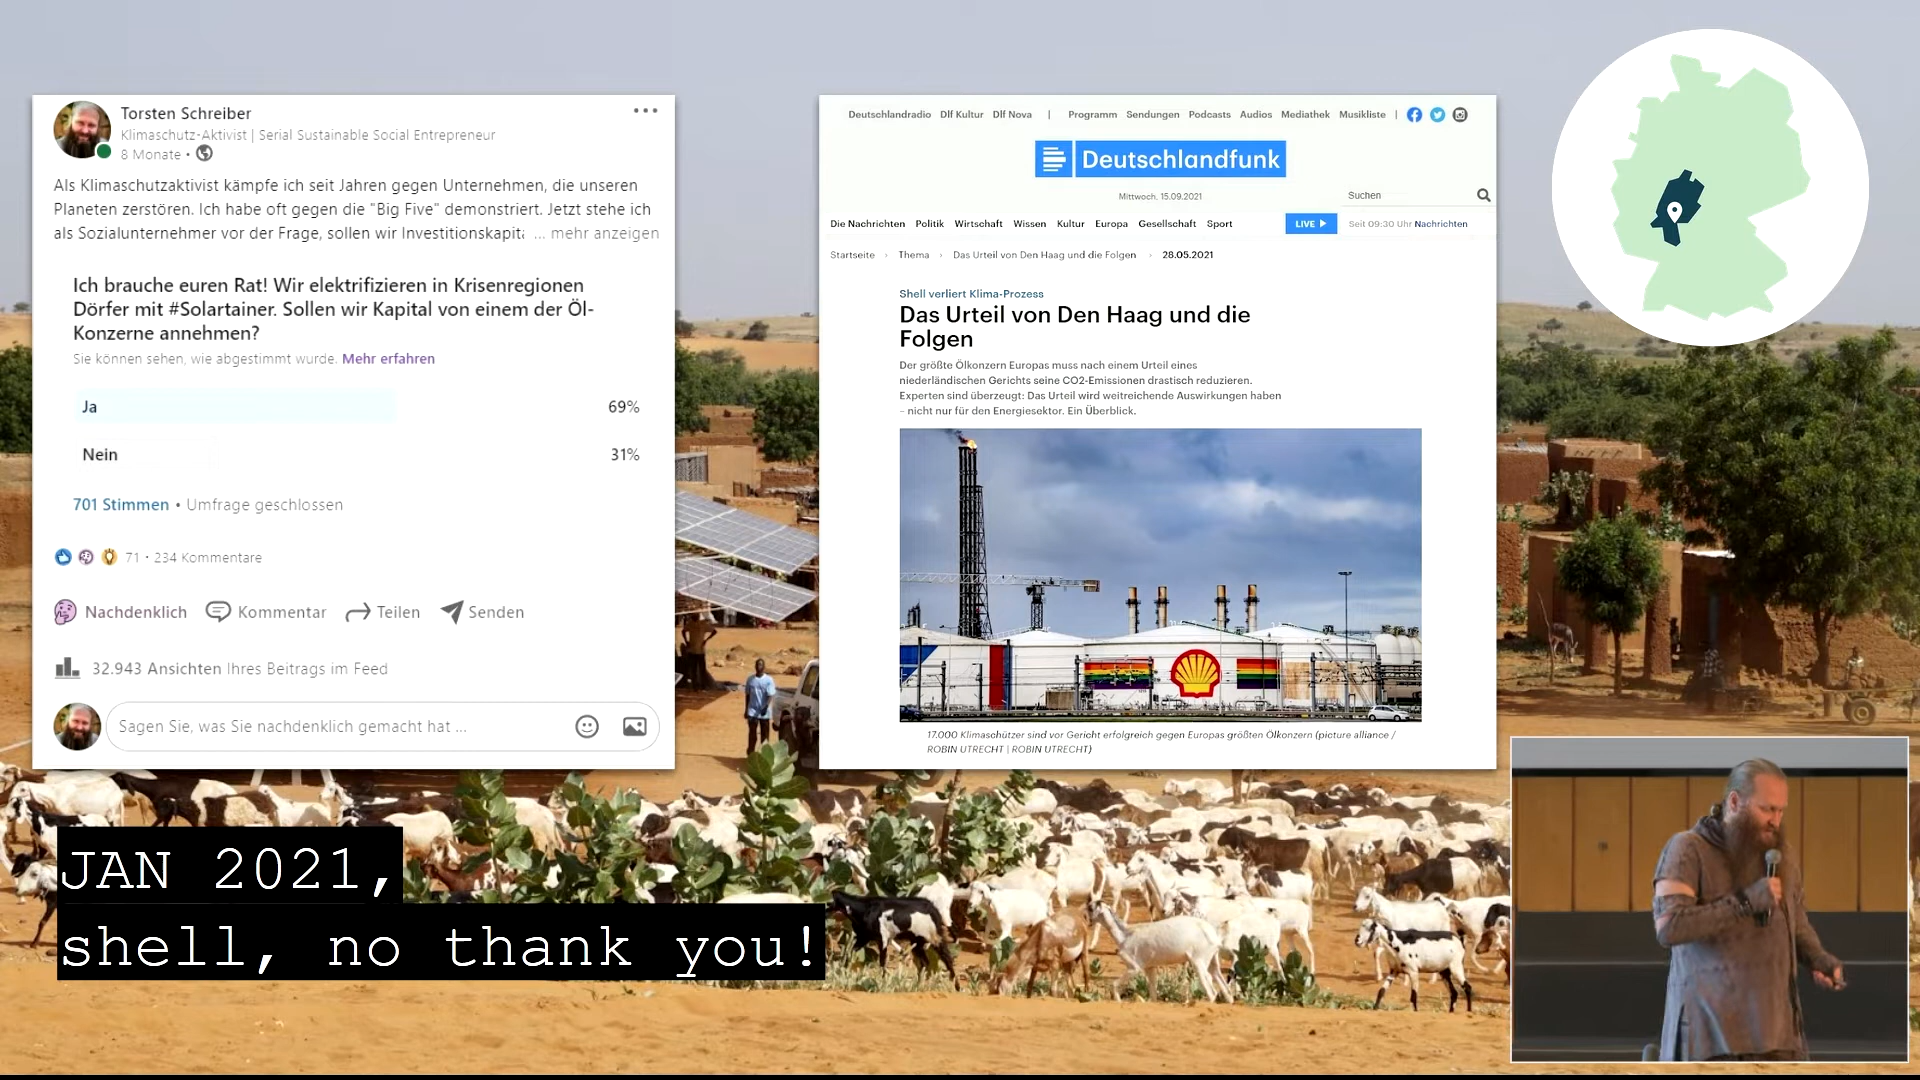 Torsten Schreiber
Klimaschutz-Aktivist | Serial Sustainable Social Entrepreneur
8 Monate •
Als Klimaschutzaktivist kämpfe ich seit Jahren gegen Unternehmen, die unseren
Planeten zerstören. Ich habe oft gegen die "Big Five" demonstriert. Jetzt stehe ich
als Sozialunternehmer vor der Frage, sollen wir Investitionskapita ... mehr anzeigen
Ich brauche euren Rat! Wir elektrifizieren in Krisenregionen
Dörfer mit #Solartainer. Sollen wir Kapital von einem der Öl-
Konzerne annehmen?
Sie können sehen, wie abgestimmt wurde. Mehr erfahren
Ja 69%
Nein 31%
701 Stimmen • Umfrage geschlossen
71 • 234 Kommentare
Nachdenklich Kommentar Teilen Senden
32.943 Ansichten Ihres Beitrags im Feed
Sagen Sie, was Sie nachdenklich gemacht hat ...
Deutschlandradio Dlf Kultur Dlf Nova | Programm Sendungen Podcasts Audios Mediathek Musikliste |
Deutschlandfunk
Mittwoch, 15.09.2021
Suchen
Die Nachrichten Politik Wirtschaft Wissen Kultur Europa Gesellschaft Sport LIVE Seit 09:30 Uhr Nachrichten
Startseite > Thema > Das Urteil von Den Haag und die Folgen > 28.05.2021
Shell verliert Klima-Prozess
Das Urteil von Den Haag und die
Folgen
Der größte Ölkonzern Europas muss nach einem Urteil eines
niederländischen Gerichts seine CO2-Emissionen drastisch reduzieren.
Experten sind überzeugt: Das Urteil wird weitreichende Auswirkungen haben
– nicht nur für den Energiesektor. Ein Überblick.
17.000 Klimaschützer sind vor Gericht erfolgreich gegen Europas größten Ölkonzern (picture alliance /
ROBIN UTRECHT | ROBIN UTRECHT)
JAN 2021,
shell, no thank you!